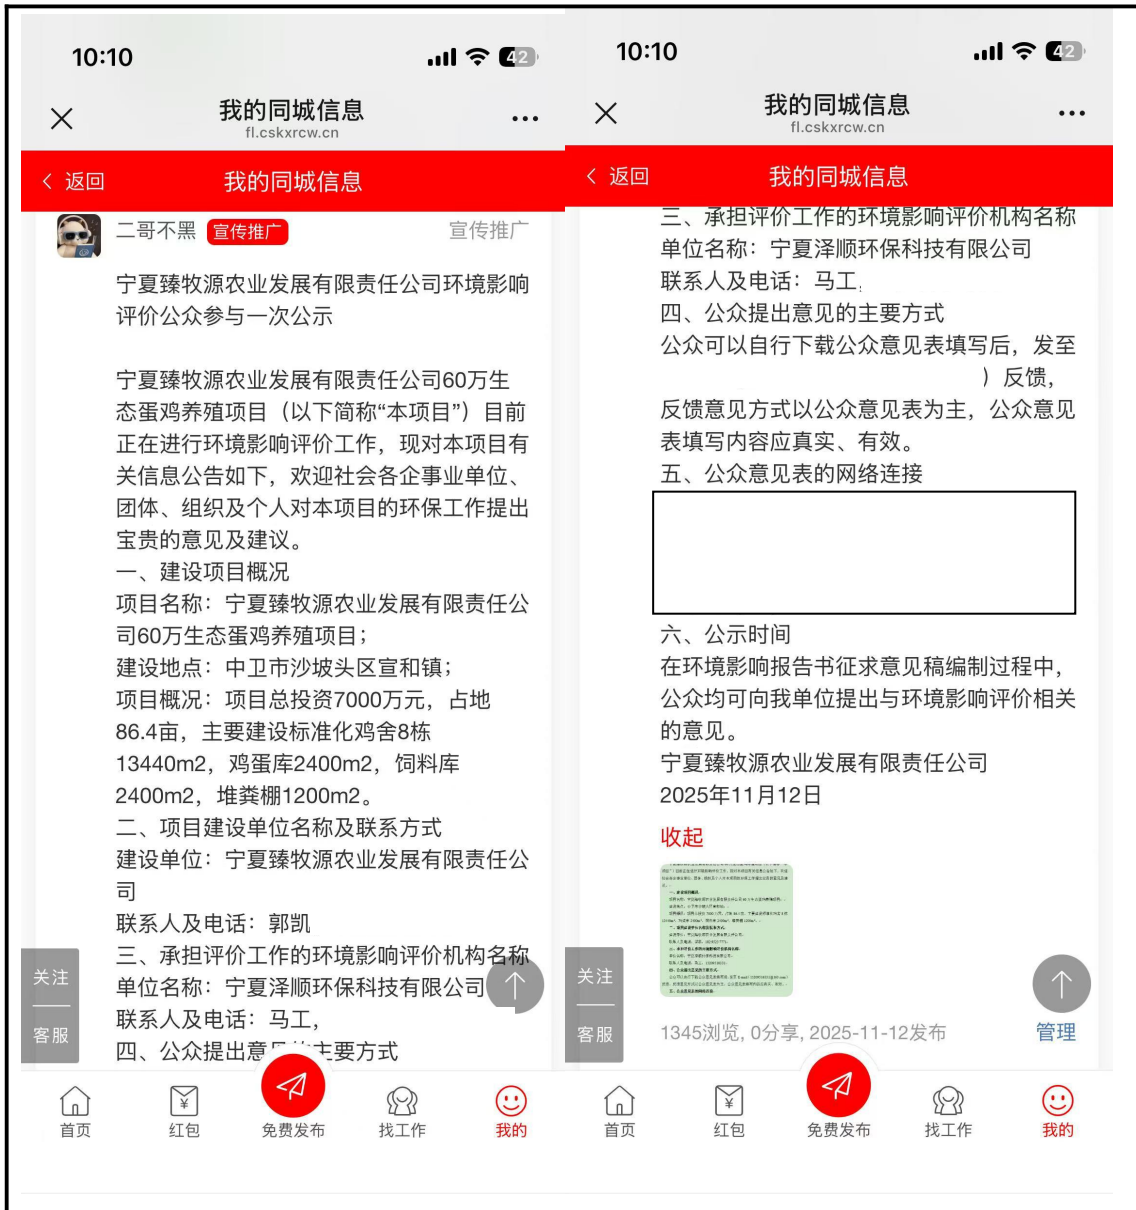 10:10
42
我的同城信息
fl.cskxrcw.cn
返回
我的同城信息
二哥不黑 宣传推广 宣传推广
宁夏臻牧源农业发展有限责任公司环境影响
评价公众参与一次公示
宁夏臻牧源农业发展有限责任公司60万生
态蛋鸡养殖项目（以下简称“本项目”）目前
正在进行环境影响评价工作，现对本项目有
关信息公告如下，欢迎社会各企事业单位、
团体、组织及个人对本项目的环保工作提出
宝贵的意见及建议。
一、建设项目概况
项目名称：宁夏臻牧源农业发展有限责任公
司60万生态蛋鸡养殖项目；
建设地点：中卫市沙坡头区宣和镇；
项目概况：项目总投资7000万元，占地
86.4亩，主要建设标准化鸡舍8栋
13440m2，鸡蛋库2400m2，饲料库
2400m2，堆粪棚1200m2。
二、项目建设单位名称及联系方式
建设单位：宁夏臻牧源农业发展有限责任公
司
联系人及电话：郭凯
三、承担评价工作的环境影响评价机构名称
单位名称：宁夏泽顺环保科技有限公司
联系人及电话：马工，
四、公众提出意见的主要方式
关注
客服
首页
红包
免费发布
找工作
我的
10:10
42
我的同城信息
fl.cskxrcw.cn
返回
我的同城信息
三、承担评价工作的环境影响评价机构名称
单位名称：宁夏泽顺环保科技有限公司
联系人及电话：马工，
四、公众提出意见的主要方式
公众可以自行下载公众意见表填写后，发至
）反馈，
反馈意见方式以公众意见表为主，公众意见
表填写内容应真实、有效。
五、公众意见表的网络连接
六、公示时间
在环境影响报告书征求意见稿编制过程中，
公众均可向我单位提出与环境影响评价相关
的意见。
宁夏臻牧源农业发展有限责任公司
2025年11月12日
收起
1345浏览, 0分享, 2025-11-12发布
管理
关注
客服
首页
红包
免费发布
找工作
我的